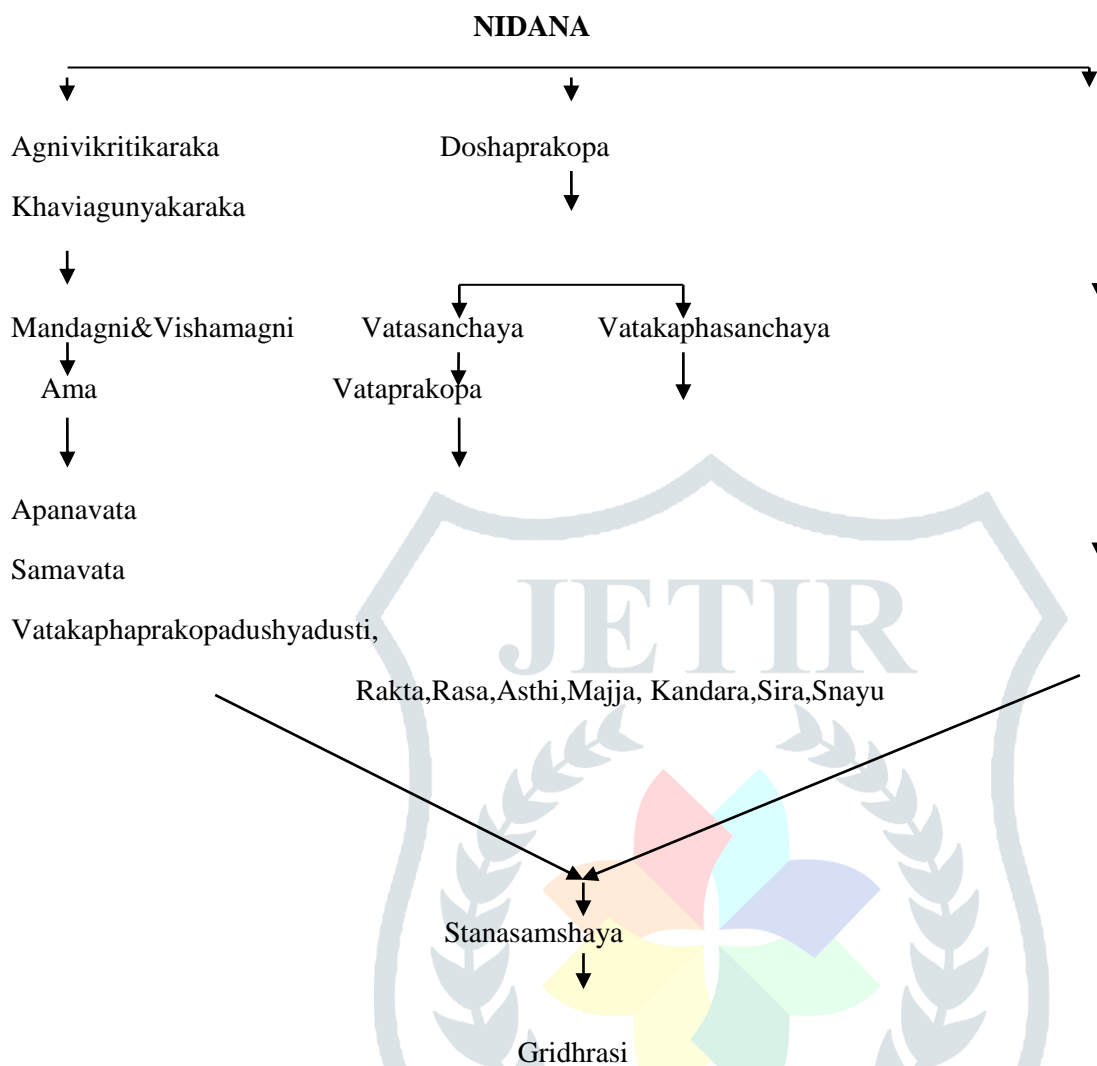 NIDANA
Agnivikritikaraka Doshaprakopa
Khaviagunyakaraka
Mandagni&Vishamagni Vatasanchaya Vatakaphasanchaya
Ama Vataprakopa
Apanavata
Samavata
Vatakaphaprakopadushyadusti,
JETIR
Rakta,Rasa,Asthi,Majja, Kandara,Sira,Snayu
Stanasamshaya
Gridhrasi